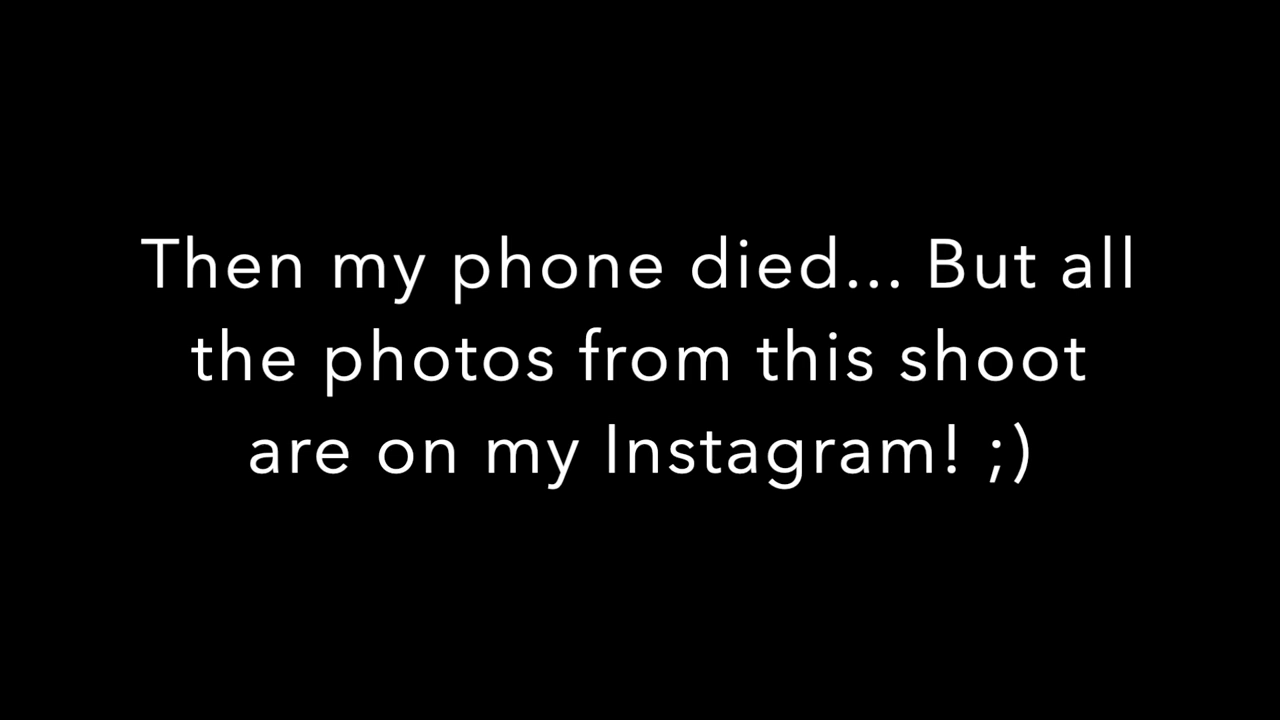 Then my phone died... But all
the photos from this shoot
are on my Instagram! ;)